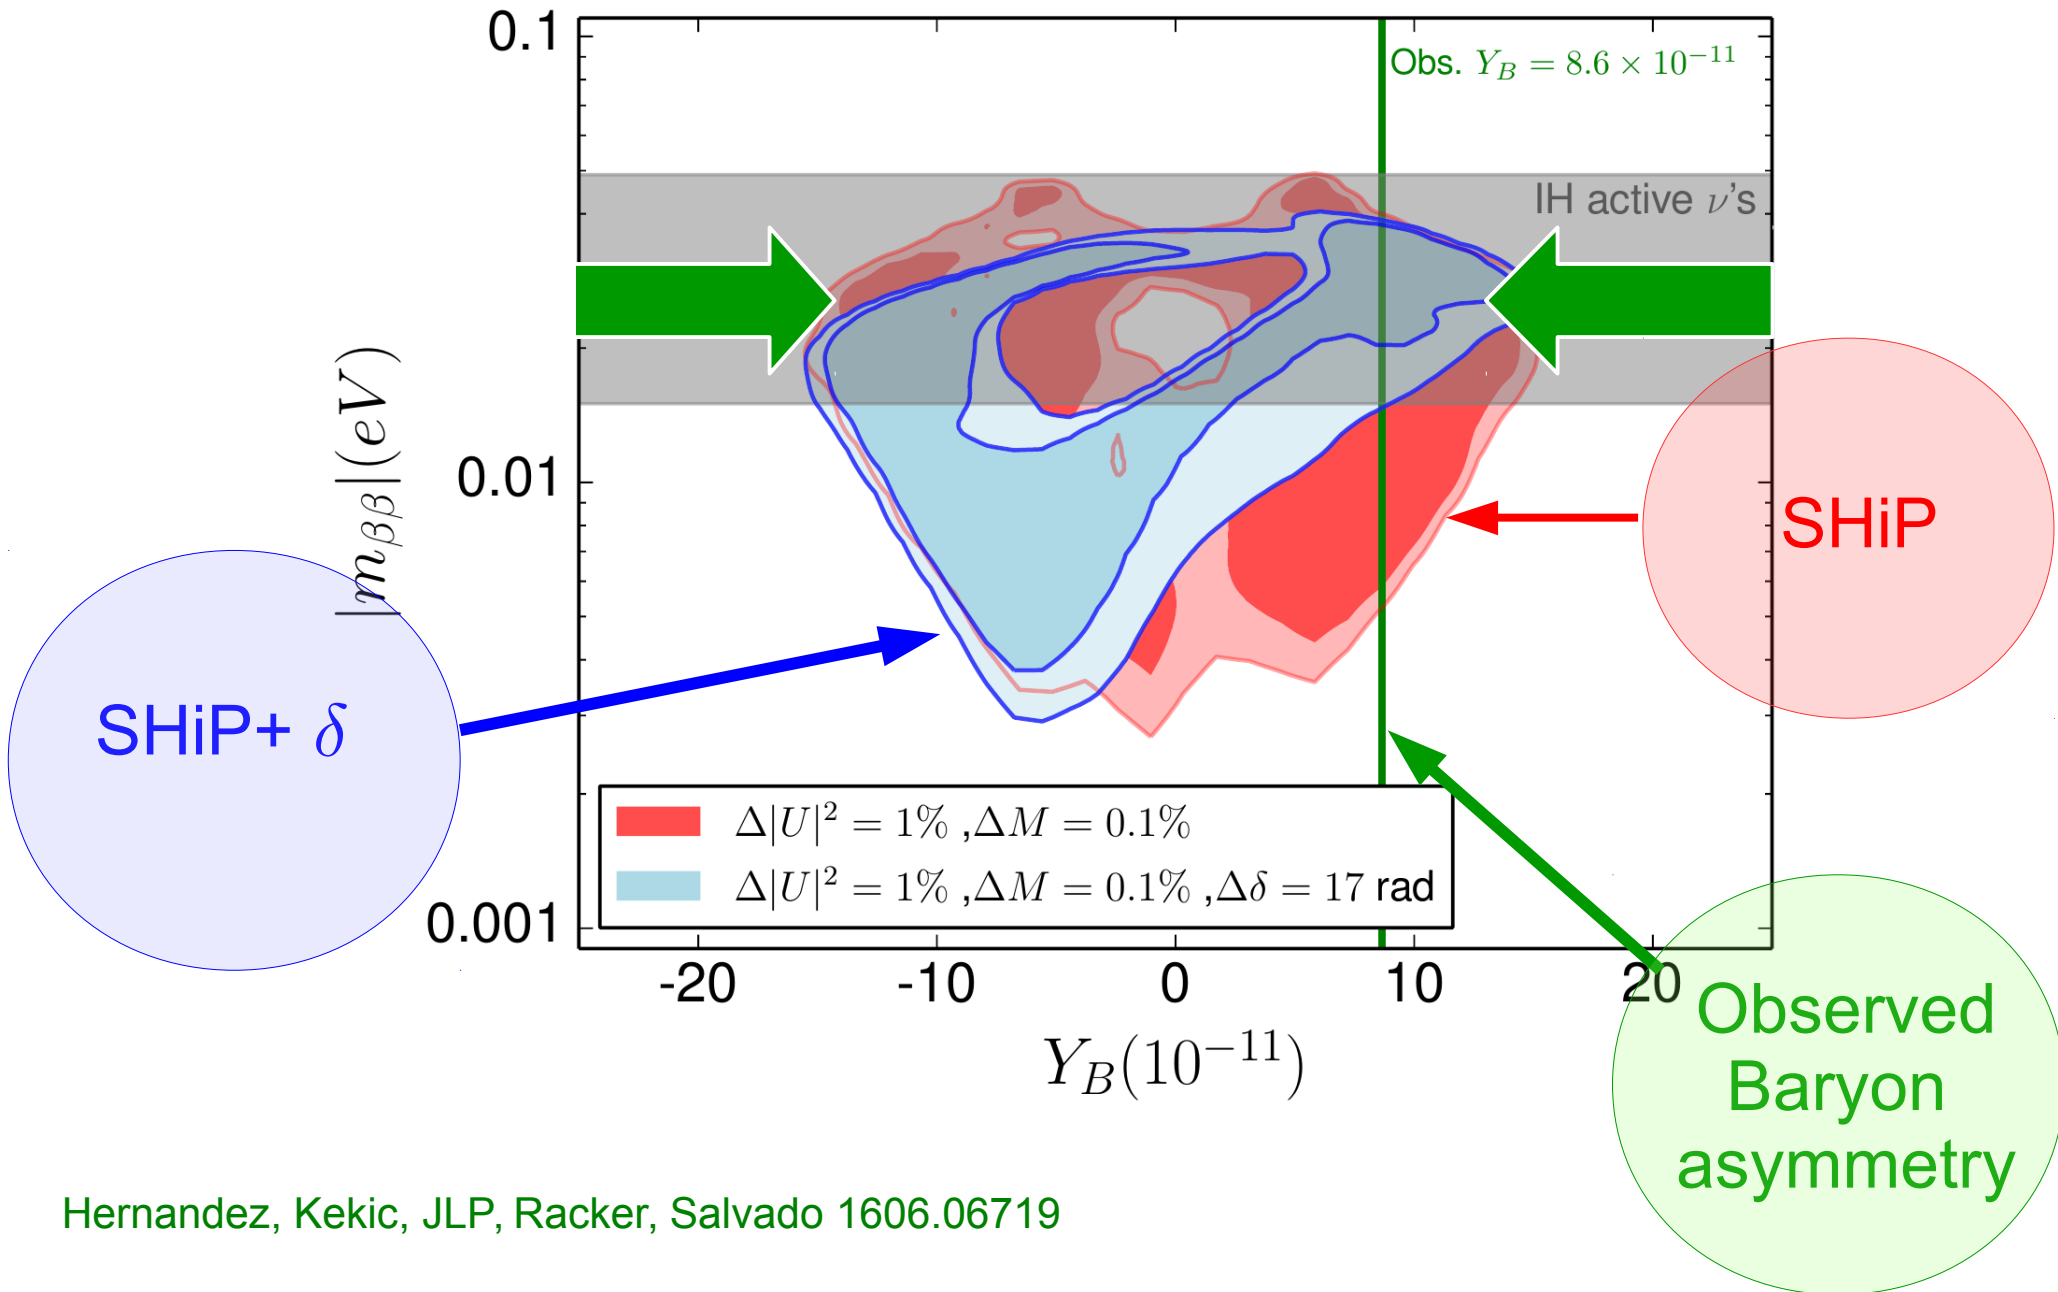 0.1
Obs. Y_B = 8.6 × 10^{-11}
IH active ν's
|m_{ββ}|(eV)
0.01
SHiP
SHiP+ δ
Δ|U|² = 1% ,ΔM = 0.1%
Δ|U|² = 1% ,ΔM = 0.1% ,Δδ = 17 rad
0.001
-20 -10 0 10 20
Y_B(10^{-11})
Observed
Baryon
asymmetry
Hernandez, Kekic, JLP, Racker, Salvado 1606.06719